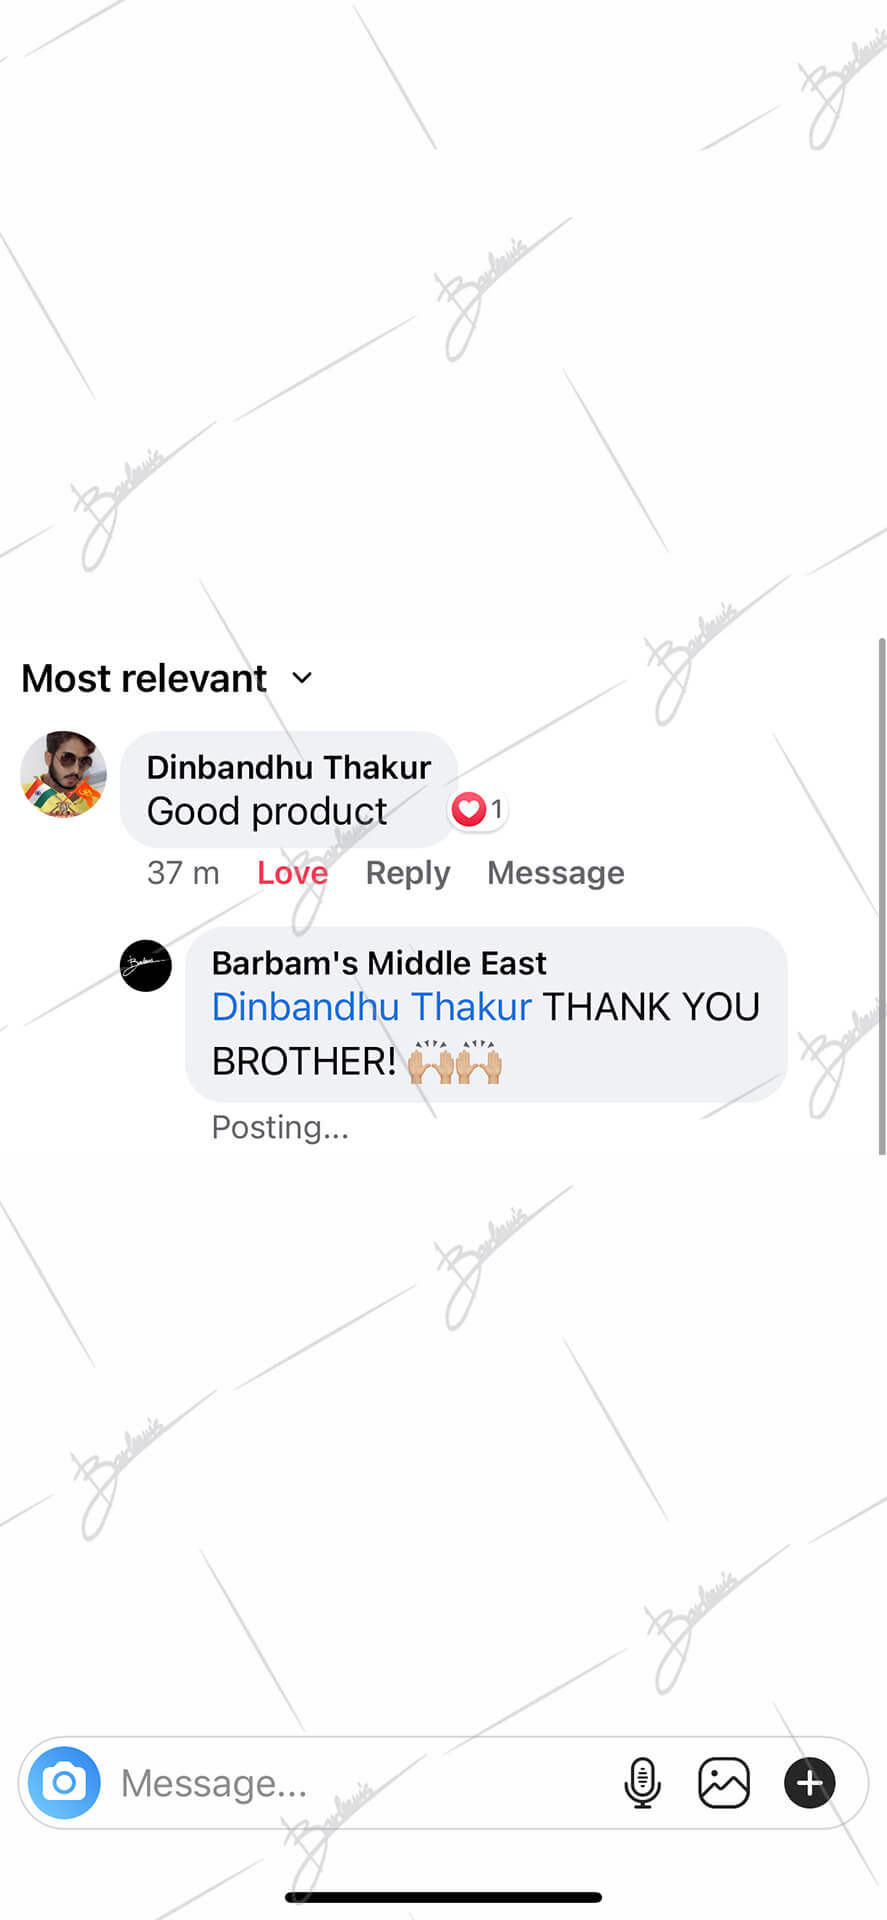 Most relevant
Dinbandhu Thakur
Good product
1
37 m Love Reply Message
Barbam's Middle East
Dinbandhu Thakur THANK YOU
BROTHER! 🙌🏼🙌🏼
Posting...
Message...